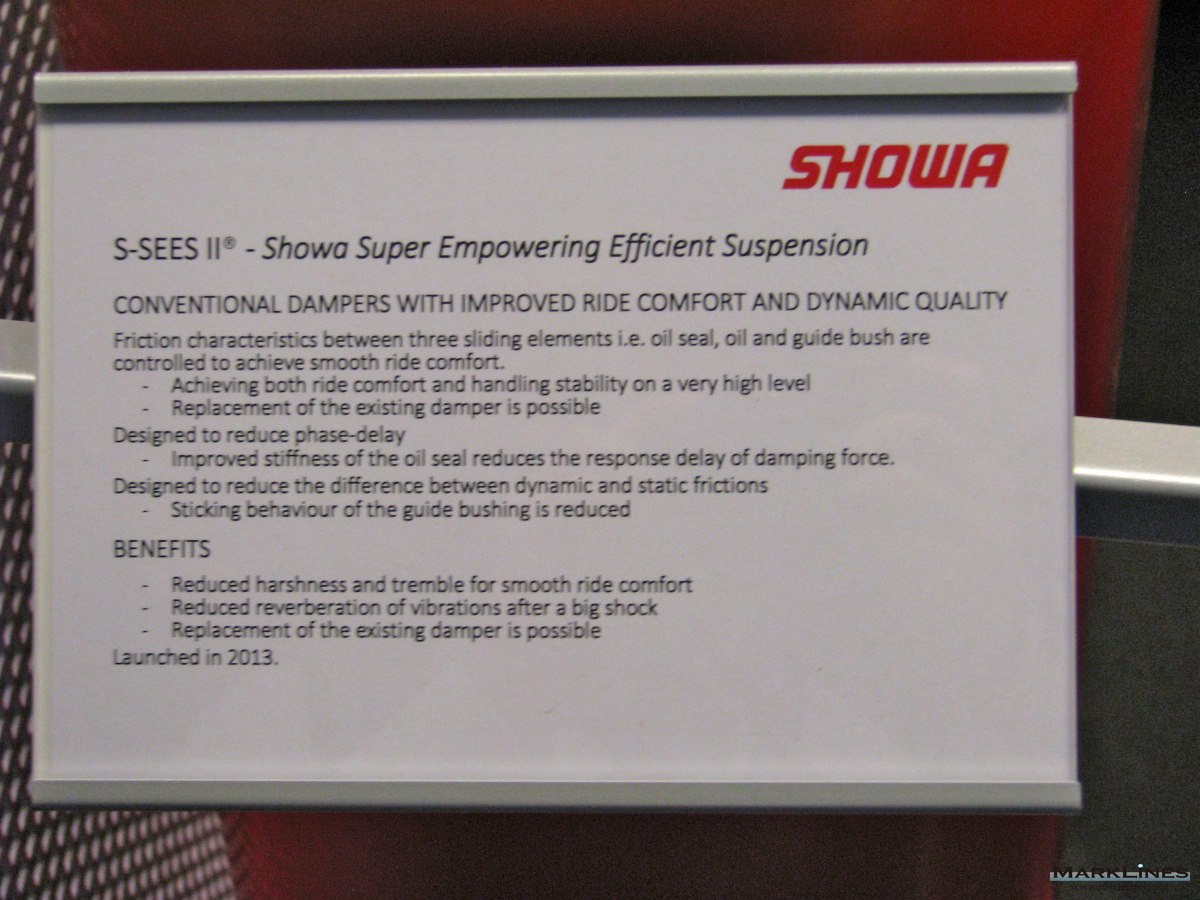 SHOWA
S-SEES II® - Showa Super Empowering Efficient Suspension
CONVENTIONAL DAMPERS WITH IMPROVED RIDE COMFORT AND DYNAMIC QUALITY
Friction characteristics between three sliding elements i.e. oil seal, oil and guide bush are
controlled to achieve smooth ride comfort.
- Achieving both ride comfort and handling stability on a very high level
- Replacement of the existing damper is possible
Designed to reduce phase-delay
- Improved stiffness of the oil seal reduces the response delay of damping force.
Designed to reduce the difference between dynamic and static frictions
- Sticking behaviour of the guide bushing is reduced
BENEFITS
- Reduced harshness and tremble for smooth ride comfort
- Reduced reverberation of vibrations after a big shock
- Replacement of the existing damper is possible
Launched in 2013.
MARKLINES